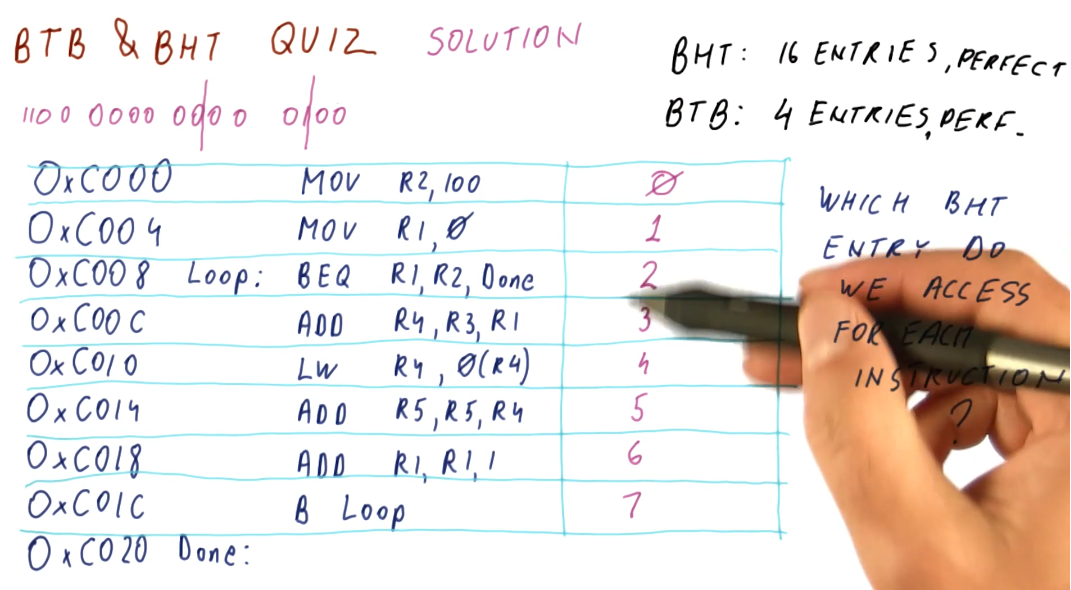 BTB & BHT QUIZ SOLUTION
1100 0000 0000 0100
BHT: 16 ENTRIES, PERFECT
BTB: 4 ENTRIES, PERF.
0xC000 MOV R2, 100 0
0xC004 MOV R1, 0 1
0xC008 Loop: BEQ R1, R2, Done 2
0xC00C ADD R4, R3, R1 3
0xC010 LW R4, 0(R4) 4
0xC014 ADD R5, R5, R4 5
0xC018 ADD R1, R1, 1 6
0xC01C B Loop 7
0xC020 Done:
WHICH BHT
ENTRY DO
WE ACCESS
FOR EACH
INSTRUCTION
?